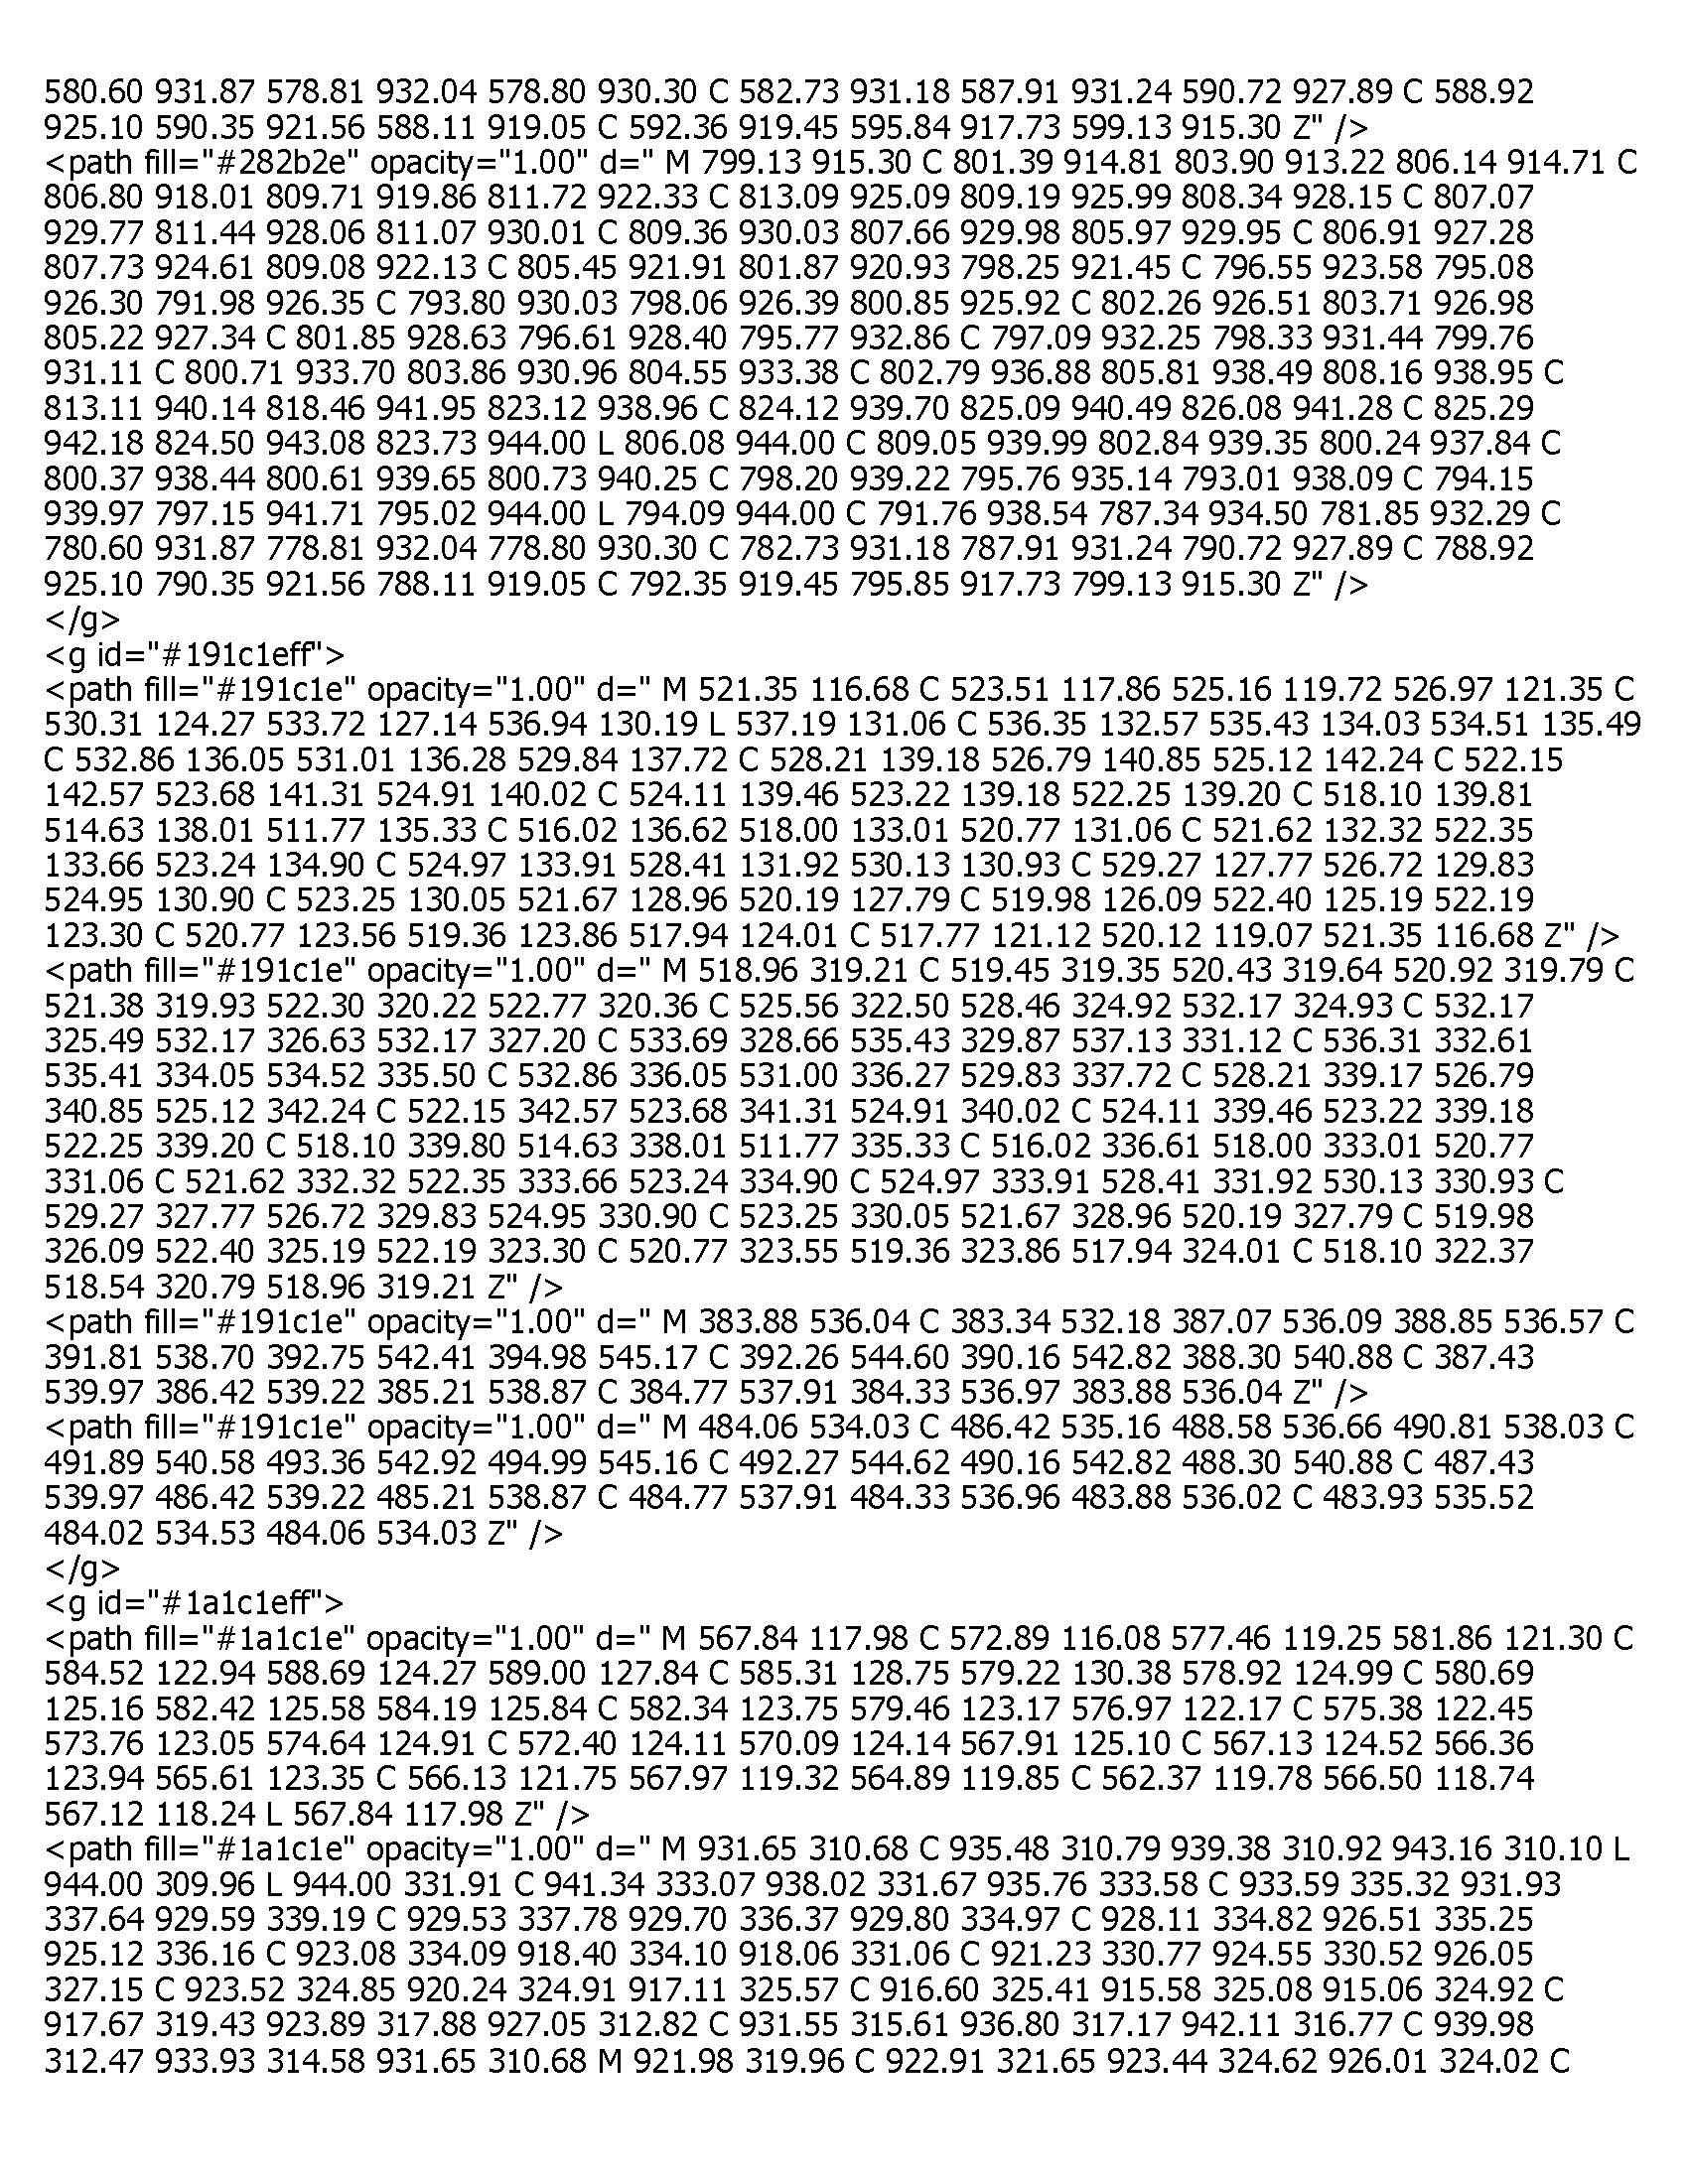 580.60 931.87 578.81 932.04 578.80 930.30 C 582.73 931.18 587.91 931.24 590.72 927.89 C 588.92
925.10 590.35 921.56 588.11 919.05 C 592.36 919.45 595.84 917.73 599.13 915.30 Z" />
<path fill="#282b2e" opacity="1.00" d=" M 799.13 915.30 C 801.39 914.81 803.90 913.22 806.14 914.71 C
806.80 918.01 809.71 919.86 811.72 922.33 C 813.09 925.09 809.19 925.99 808.34 928.15 C 807.07
929.77 811.44 928.06 811.07 930.01 C 809.36 930.03 807.66 929.98 805.97 929.95 C 806.91 927.28
807.73 924.61 809.08 922.13 C 805.45 921.91 801.87 920.93 798.25 921.45 C 796.55 923.58 795.08
926.30 791.98 926.35 C 793.80 930.03 798.06 926.39 800.85 925.92 C 802.26 926.51 803.71 926.98
805.22 927.34 C 801.85 928.63 796.61 928.40 795.77 932.86 C 797.09 932.25 798.33 931.44 799.76
931.11 C 800.71 933.70 803.86 930.96 804.55 933.38 C 802.79 936.88 805.81 938.49 808.16 938.95 C
813.11 940.14 818.46 941.95 823.12 938.96 C 824.12 939.70 825.09 940.49 826.08 941.28 C 825.29
942.18 824.50 943.08 823.73 944.00 L 806.08 944.00 C 809.05 939.99 802.84 939.35 800.24 937.84 C
800.37 938.44 800.61 939.65 800.73 940.25 C 798.20 939.22 795.76 935.14 793.01 938.09 C 794.15
939.97 797.15 941.71 795.02 944.00 L 794.09 944.00 C 791.76 938.54 787.34 934.50 781.85 932.29 C
780.60 931.87 778.81 932.04 778.80 930.30 C 782.73 931.18 787.91 931.24 790.72 927.89 C 788.92
925.10 790.35 921.56 788.11 919.05 C 792.35 919.45 795.85 917.73 799.13 915.30 Z" />
</g>
<g id="#191c1eff">
<path fill="#191c1e" opacity="1.00" d=" M 521.35 116.68 C 523.51 117.86 525.16 119.72 526.97 121.35 C
530.31 124.27 533.72 127.14 536.94 130.19 L 537.19 131.06 C 536.35 132.57 535.43 134.03 534.51 135.49
C 532.86 136.05 531.01 136.28 529.84 137.72 C 528.21 139.18 526.79 140.85 525.12 142.24 C 522.15
142.57 523.68 141.31 524.91 140.02 C 524.11 139.46 523.22 139.18 522.25 139.20 C 518.10 139.81
514.63 138.01 511.77 135.33 C 516.02 136.62 518.00 133.01 520.77 131.06 C 521.62 132.32 522.35
133.66 523.24 134.90 C 524.97 133.91 528.41 131.92 530.13 130.93 C 529.27 127.77 526.72 129.83
524.95 130.90 C 523.25 130.05 521.67 128.96 520.19 127.79 C 519.98 126.09 522.40 125.19 522.19
123.30 C 520.77 123.56 519.36 123.86 517.94 124.01 C 517.77 121.12 520.12 119.07 521.35 116.68 Z" />
<path fill="#191c1e" opacity="1.00" d=" M 518.96 319.21 C 519.45 319.35 520.43 319.64 520.92 319.79 C
521.38 319.93 522.30 320.22 522.77 320.36 C 525.56 322.50 528.46 324.92 532.17 324.93 C 532.17
325.49 532.17 326.63 532.17 327.20 C 533.69 328.66 535.43 329.87 537.13 331.12 C 536.31 332.61
535.41 334.05 534.52 335.50 C 532.86 336.05 531.00 336.27 529.83 337.72 C 528.21 339.17 526.79
340.85 525.12 342.24 C 522.15 342.57 523.68 341.31 524.91 340.02 C 524.11 339.46 523.22 339.18
522.25 339.20 C 518.10 339.80 514.63 338.01 511.77 335.33 C 516.02 336.61 518.00 333.01 520.77
331.06 C 521.62 332.32 522.35 333.66 523.24 334.90 C 524.97 333.91 528.41 331.92 530.13 330.93 C
529.27 327.77 526.72 329.83 524.95 330.90 C 523.25 330.05 521.67 328.96 520.19 327.79 C 519.98
326.09 522.40 325.19 522.19 323.30 C 520.77 323.55 519.36 323.86 517.94 324.01 C 518.10 322.37
518.54 320.79 518.96 319.21 Z" />
<path fill="#191c1e" opacity="1.00" d=" M 383.88 536.04 C 383.34 532.18 387.07 536.09 388.85 536.57 C
391.81 538.70 392.75 542.41 394.98 545.17 C 392.26 544.60 390.16 542.82 388.30 540.88 C 387.43
539.97 386.42 539.22 385.21 538.87 C 384.77 537.91 384.33 536.97 383.88 536.04 Z" />
<path fill="#191c1e" opacity="1.00" d=" M 484.06 534.03 C 486.42 535.16 488.58 536.66 490.81 538.03 C
491.89 540.58 493.36 542.92 494.99 545.16 C 492.27 544.62 490.16 542.82 488.30 540.88 C 487.43
539.97 486.42 539.22 485.21 538.87 C 484.77 537.91 484.33 536.96 483.88 536.02 C 483.93 535.52
484.02 534.53 484.06 534.03 Z" />
</g>
<g id="#1a1c1eff">
<path fill="#1a1c1e" opacity="1.00" d=" M 567.84 117.98 C 572.89 116.08 577.46 119.25 581.86 121.30 C
584.52 122.94 588.69 124.27 589.00 127.84 C 585.31 128.75 579.22 130.38 578.92 124.99 C 580.69
125.16 582.42 125.58 584.19 125.84 C 582.34 123.75 579.46 123.17 576.97 122.17 C 575.38 122.45
573.76 123.05 574.64 124.91 C 572.40 124.11 570.09 124.14 567.91 125.10 C 567.13 124.52 566.36
123.94 565.61 123.35 C 566.13 121.75 567.97 119.32 564.89 119.85 C 562.37 119.78 566.50 118.74
567.12 118.24 L 567.84 117.98 Z" />
<path fill="#1a1c1e" opacity="1.00" d=" M 931.65 310.68 C 935.48 310.79 939.38 310.92 943.16 310.10 L
944.00 309.96 L 944.00 331.91 C 941.34 333.07 938.02 331.67 935.76 333.58 C 933.59 335.32 931.93
337.64 929.59 339.19 C 929.53 337.78 929.70 336.37 929.80 334.97 C 928.11 334.82 926.51 335.25
925.12 336.16 C 923.08 334.09 918.40 334.10 918.06 331.06 C 921.23 330.77 924.55 330.52 926.05
327.15 C 923.52 324.85 920.24 324.91 917.11 325.57 C 916.60 325.41 915.58 325.08 915.06 324.92 C
917.67 319.43 923.89 317.88 927.05 312.82 C 931.55 315.61 936.80 317.17 942.11 316.77 C 939.98
312.47 933.93 314.58 931.65 310.68 M 921.98 319.96 C 922.91 321.65 923.44 324.62 926.01 324.02 C